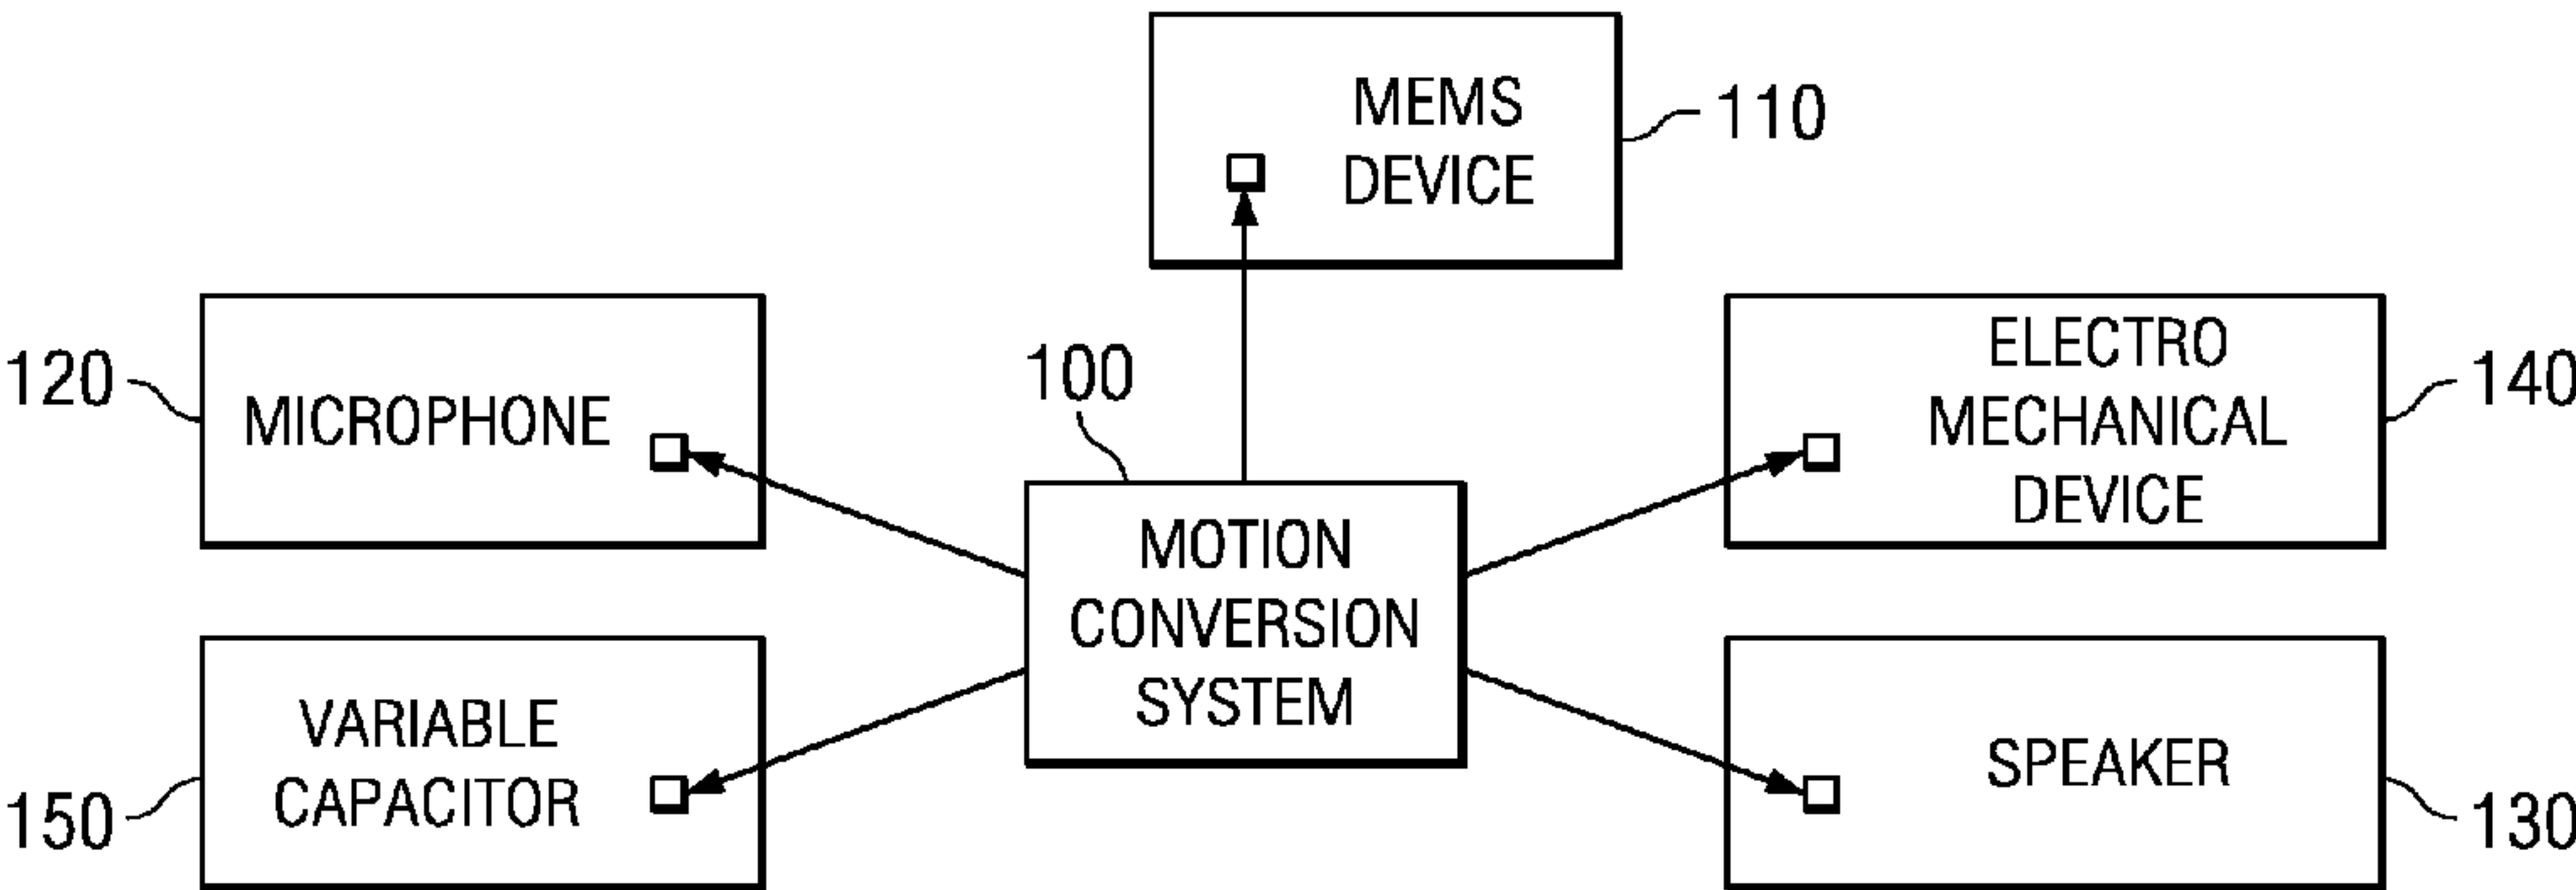 MEMS
DEVICE
110
120
MICROPHONE
100
ELECTRO
MECHANICAL
DEVICE
140
MOTION
CONVERSION
SYSTEM
150
VARIABLE
CAPACITOR
SPEAKER
130